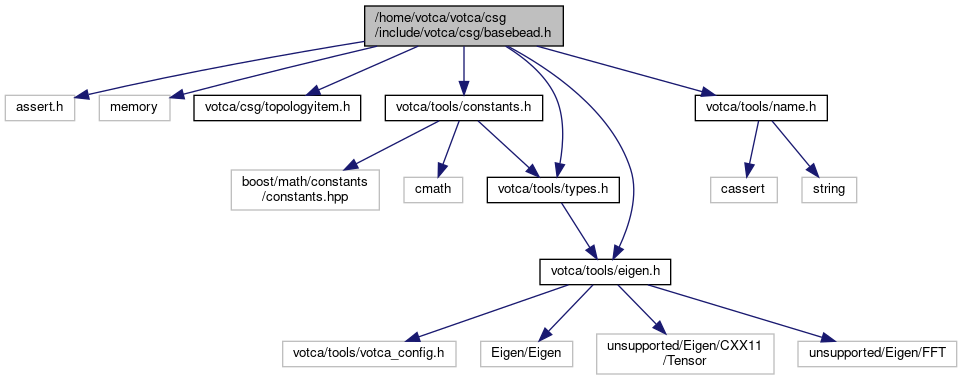 /home/votca/votca/csg
/include/votca/csg/basebead.h
assert.h
memory
votca/csg/topologyitem.h
votca/tools/constants.h
votca/tools/name.h
boost/math/constants
/constants.hpp
cmath
votca/tools/types.h
cassert
string
votca/tools/eigen.h
votca/tools/votca_config.h
Eigen/Eigen
unsupported/Eigen/CXX11
/Tensor
unsupported/Eigen/FFT